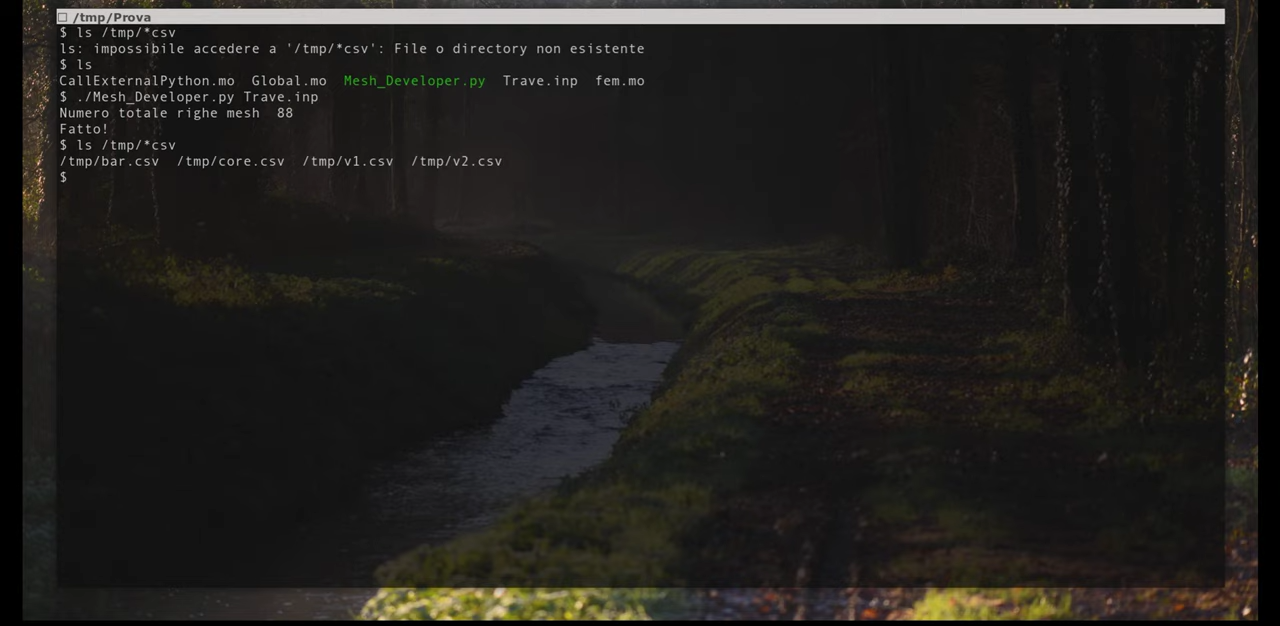 /tmp/Prova
$ ls /tmp/*csv
ls: impossibile accedere a '/tmp/*csv': File o directory non esistente
$ ls
CallExternalPython.mo  Global.mo  Mesh_Developer.py  Trave.inp  fem.mo
$ ./Mesh_Developer.py Trave.inp
Numero totale righe mesh  88
Fatto!
$ ls /tmp/*csv
/tmp/bar.csv  /tmp/core.csv  /tmp/v1.csv  /tmp/v2.csv
$